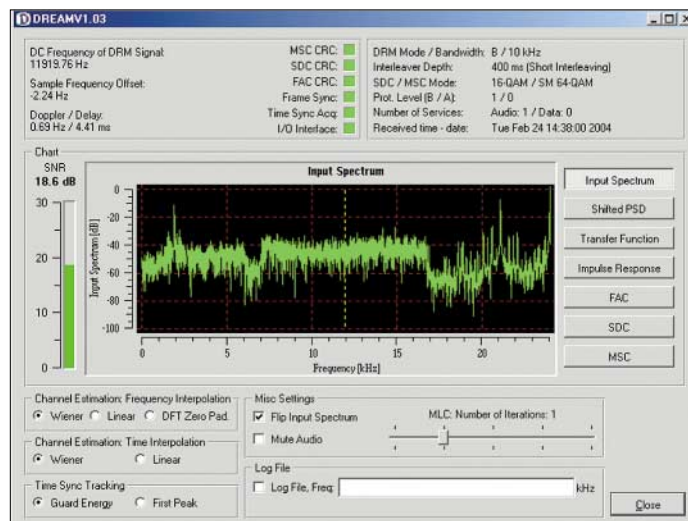 DREAMV1.03
DC Frequency of DRM Signal:
11919.76 Hz
Sample Frequency Offset:
-2.24 Hz
Doppler / Delay:
0.69 Hz / 4.41 ms
MSC CRC:
SDC CRC:
FAC CRC:
Frame Sync:
Time Sync Acq:
I/O Interface:
DRM Mode / Bandwidth: B / 10 kHz
Interleaver Depth: 400 ms (Short Interleaving)
SDC / MSC Mode: 16-QAM / SM 64-QAM
Prot. Level (B / A): 1 / 0
Number of Services: Audio: 1 / Data: 0
Received time - date: Tue Feb 24 14:38:00 2004
Chart
SNR
18.6 dB
30
20
10
0
Input Spectrum
Input Spectrum [dB]
0
-20
-40
-60
-80
-100
0 5 10 15 20
Frequency [kHz]
Input Spectrum
Shifted PSD
Transfer Function
Impulse Response
FAC
SDC
MSC
Channel Estimation: Frequency Interpolation
Wiener Linear DFT Zero Pad.
Channel Estimation: Time Interpolation
Wiener Linear
Time Sync Tracking
Guard Energy First Peak
Misc Settings
Flip Input Spectrum
Mute Audio
MLC: Number of Iterations: 1
Log File
Log File, Freq: kHz
Close